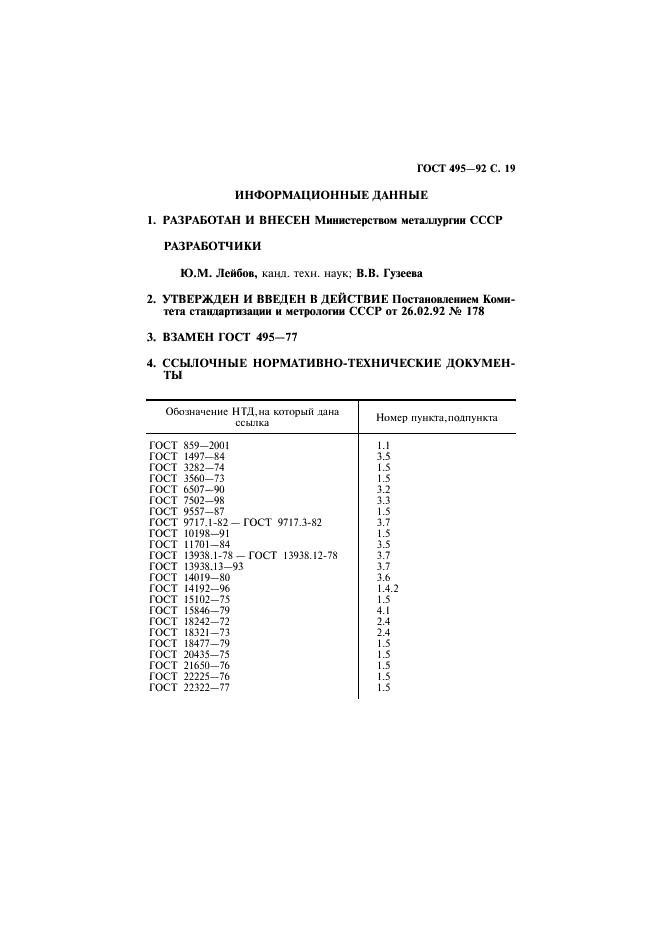 ГОСТ 495—92 С. 19
ИНФОРМАЦИОННЫЕ ДАННЫЕ
1. РАЗРАБОТАН И ВНЕСЕН Министерством металлургии СССР
РАЗРАБОТЧИКИ
Ю.М. Лейбов, канд. техн. наук; В.В. Гузеева
2. УТВЕРЖДЕН И ВВЕДЕН В ДЕЙСТВИЕ Постановлением Коми-
тета стандартизации и метрологии СССР от 26.02.92 № 178
3. ВЗАМЕН ГОСТ 495—77
4. ССЫЛОЧНЫЕ НОРМАТИВНО-ТЕХНИЧЕСКИЕ ДОКУМЕН-
ТЫ
Обозначение НТД, на который дана
ссылка
Номер пункта, подпункта
ГОСТ 859—2001 1.1
ГОСТ 1497—84 3.5
ГОСТ 3282—74 1.5
ГОСТ 3560—73 1.5
ГОСТ 6507—90 3.2
ГОСТ 7502—98 3.3
ГОСТ 9557—87 1.5
ГОСТ 9717.1-82 — ГОСТ 9717.3-82 3.7
ГОСТ 10198—91 1.5
ГОСТ 11701—84 3.5
ГОСТ 13938.1-78 — ГОСТ 13938.12-78 3.7
ГОСТ 13938.13—93 3.7
ГОСТ 14019—80 3.6
ГОСТ 14192—96 1.4.2
ГОСТ 15102—75 1.5
ГОСТ 15846—79 4.1
ГОСТ 18242—72 2.4
ГОСТ 18321—73 2.4
ГОСТ 18477—79 1.5
ГОСТ 20435—75 1.5
ГОСТ 21650—76 1.5
ГОСТ 22225—76 1.5
ГОСТ 22322—77 1.5